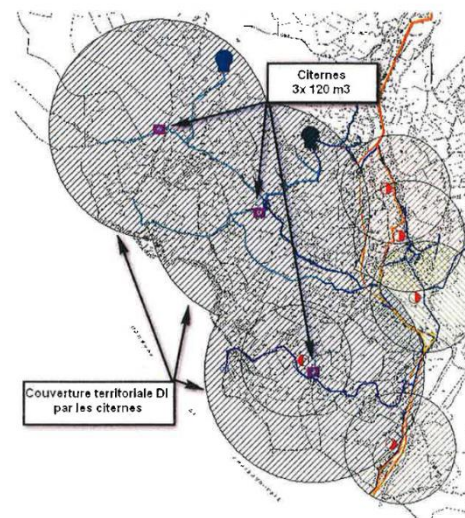 Citernes
3x 120 m3
Couverture territoriale DI
par les citernes